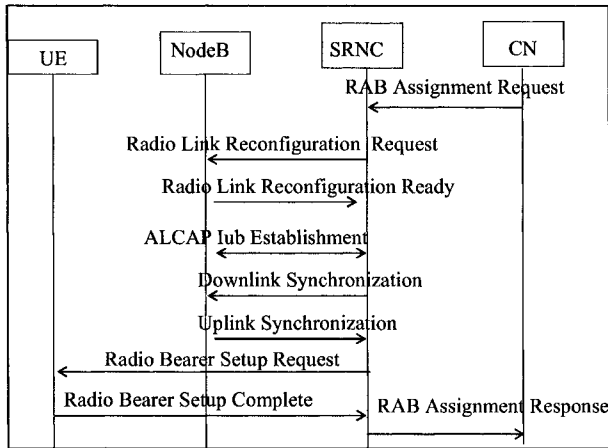 UE
NodeB
SRNC
CN
RAB Assignment Request
Radio Link Reconfiguration Request
Radio Link Reconfiguration Ready
ALCAP Iub Establishment
Downlink Synchronization
Uplink Synchronization
Radio Bearer Setup Request
Radio Bearer Setup Complete
RAB Assignment Response